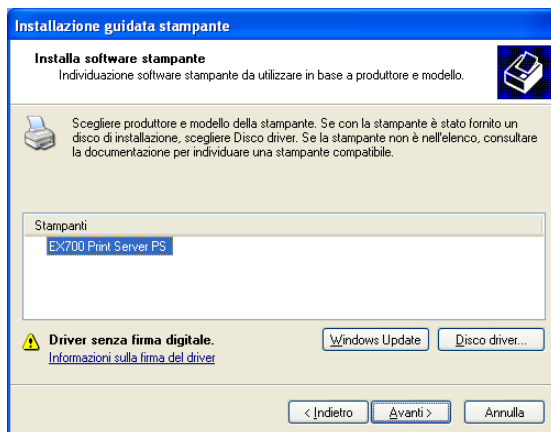 Installazione guidata stampante
Installa software stampante
Individuazione software stampante da utilizzare in base a produttore e modello.
Scegliere produttore e modello della stampante. Se con la stampante è stato fornito un
disco di installazione, scegliere Disco driver. Se la stampante non è nell'elenco, consultare
la documentazione per individuare una stampante compatibile.
Stampanti
EX700 Print Server PS
Driver senza firma digitale.
Informazioni sulla firma del driver
Windows Update
Disco driver...
< Indietro
Avanti >
Annulla